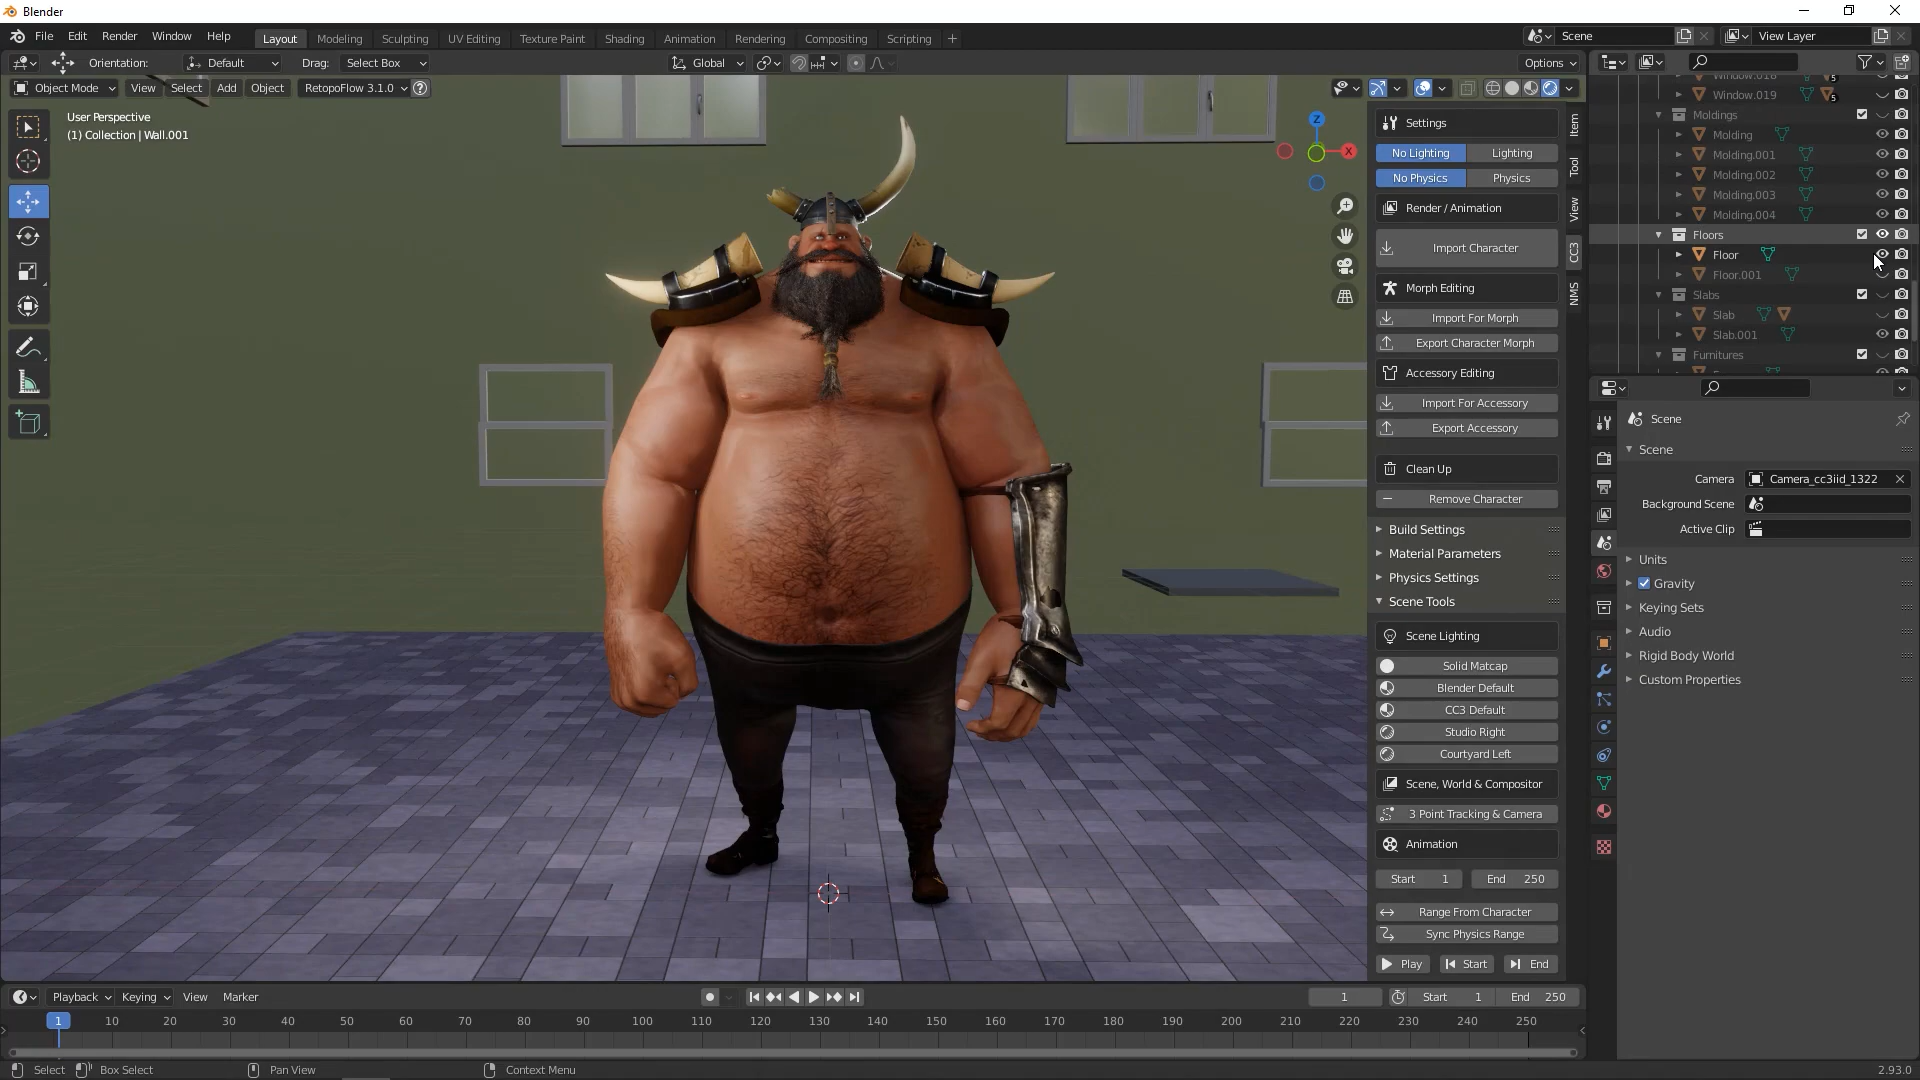 Blender
File Edit Render Window Help Layout Modeling Sculpting UV Editing Texture Paint Shading Animation Rendering Compositing Scripting + Scene View Layer
Orientation: Default Drag: Select Box Global Options
Object Mode View Select Add Object RetopoFlow 3.1.0
User Perspective
(1) Collection | Wall.001
Z
X
Settings
No Lighting Lighting
No Physics Physics
Render / Animation
Import Character
Morph Editing
Import For Morph
Export Character Morph
Accessory Editing
Import For Accessory
Export Accessory
Clean Up
Remove Character
Build Settings
Material Parameters
Physics Settings
Scene Tools
Scene Lighting
Solid Matcap
Blender Default
CC3 Default
Studio Right
Courtyard Left
Scene, World & Compositor
3 Point Tracking & Camera
Animation
Start 1 End 250
Range From Character
Sync Physics Range
Play Start End
Item
Tool
View
CC3
NMS
Window.018 5
Window.019 5
Moldings
Molding
Molding.001
Molding.002
Molding.003
Molding.004
Floors
Floor
Floor.001
Slabs
Slab
Slab.001
Furnitures
Scene
Scene
Camera Camera_cc3iid_1322
Background Scene
Active Clip
Units
Gravity
Keying Sets
Audio
Rigid Body World
Custom Properties
Playback Keying View Marker 1 Start 1 End 250
1 10 20 30 40 50 60 70 80 90 100 110 120 130 140 150 160 170 180 190 200 210 220 230 240 250
Select Box Select Pan View Context Menu 2.93.0